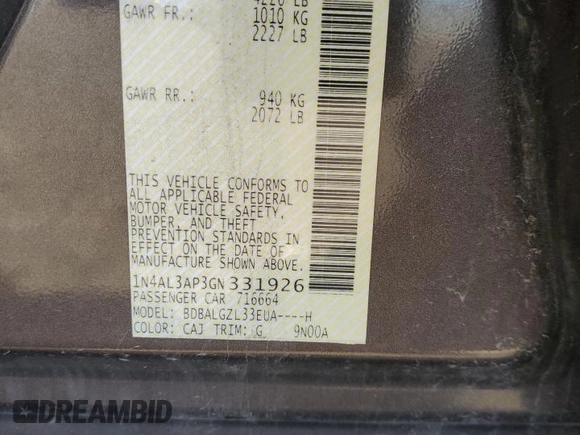 4226 LB
GAWR FR.: 1010 KG
2227 LB
GAWR RR.: 940 KG
2072 LB
THIS VEHICLE CONFORMS TO
ALL APPLICABLE FEDERAL
MOTOR VEHICLE SAFETY,
BUMPER, AND THEFT
PREVENTION STANDARDS IN
EFFECT ON THE DATE OF
MANUFACTURE SHOWN ABOVE.
1N4AL3AP3GN331926
PASSENGER CAR 716664
MODEL: BDBALGZL33EUA----H
COLOR: CAJ TRIM: G 9N00A
DREAMBID